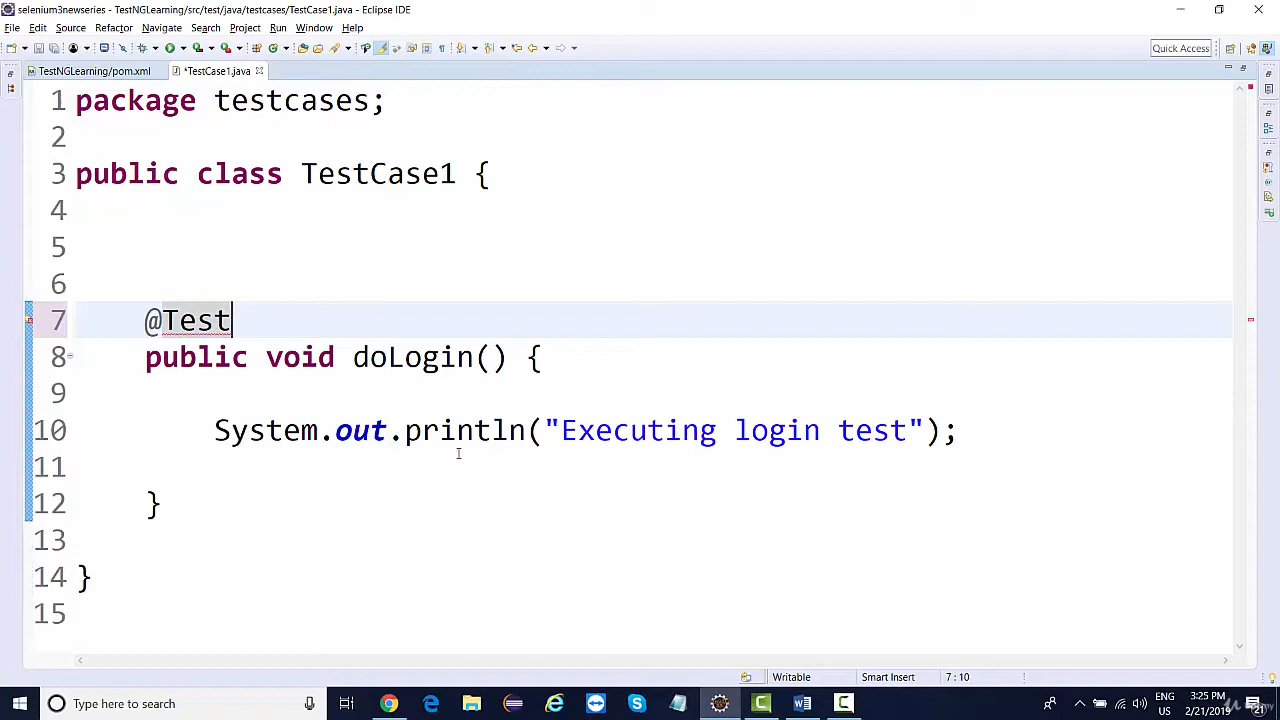 selenium3newseries - TestNGLearning/src/test/java/testcases/TestCase1.java - Eclipse IDE
File Edit Source Refactor Navigate Search Project Run Window Help
Quick Access
TestNGLearning/pom.xml *TestCase1.java
1 package testcases;
2
3 public class TestCase1 {
4
5
6
7 @Test
8 public void doLogin() {
9
10 System.out.println("Executing login test");
11
12 }
13
14 }
15
Writable Smart Insert 7 : 10
Type here to search
ENG 3:25 PM
US 2/21/2019